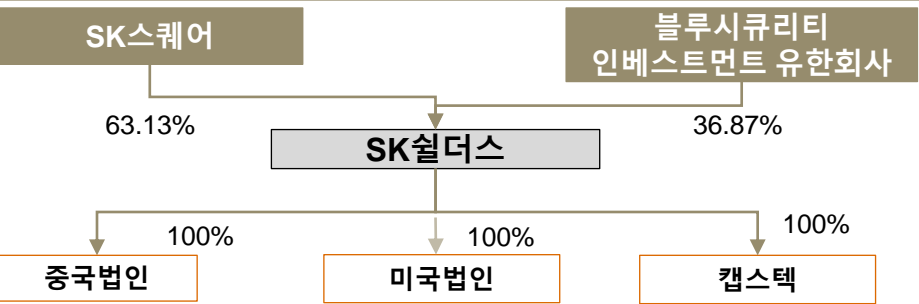 SK스퀘어
블루시큐리티
인베스트먼트 유한회사
63.13%
36.87%
SK쉴더스
100%
100%
100%
중국법인
미국법인
캡스텍